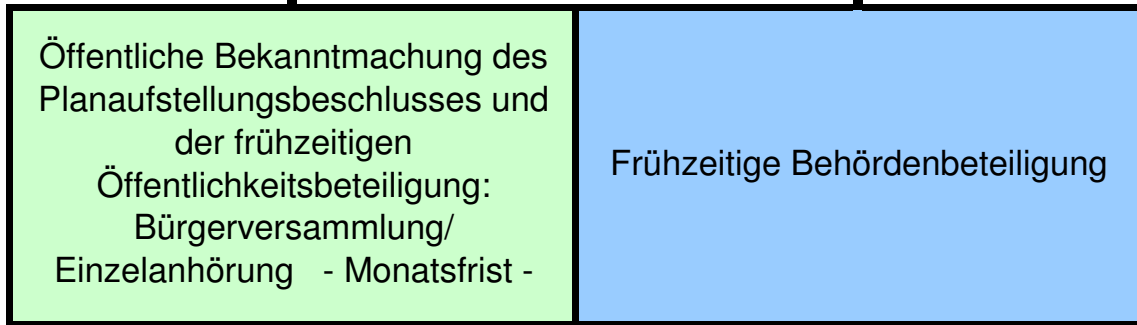 Öffentliche Bekanntmachung des
Planaufstellungsbeschlusses und
der frühzeitigen
Öffentlichkeitsbeteiligung:
Bürgerversammlung/
Einzelanhörung - Monatsfrist -
Frühzeitige Behördenbeteiligung